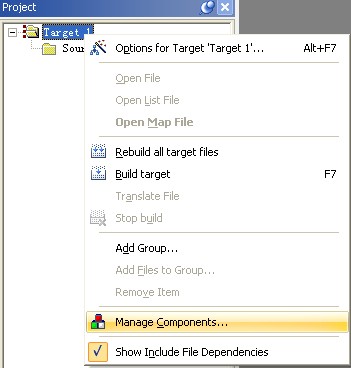 Project
Target 1
Sour
Options for Target 'Target 1'... Alt+F7
Open File
Open List File
Open Map File
Rebuild all target files
Build target F7
Translate File
Stop build
Add Group...
Add Files to Group...
Remove Item
Manage Components...
Show Include File Dependencies